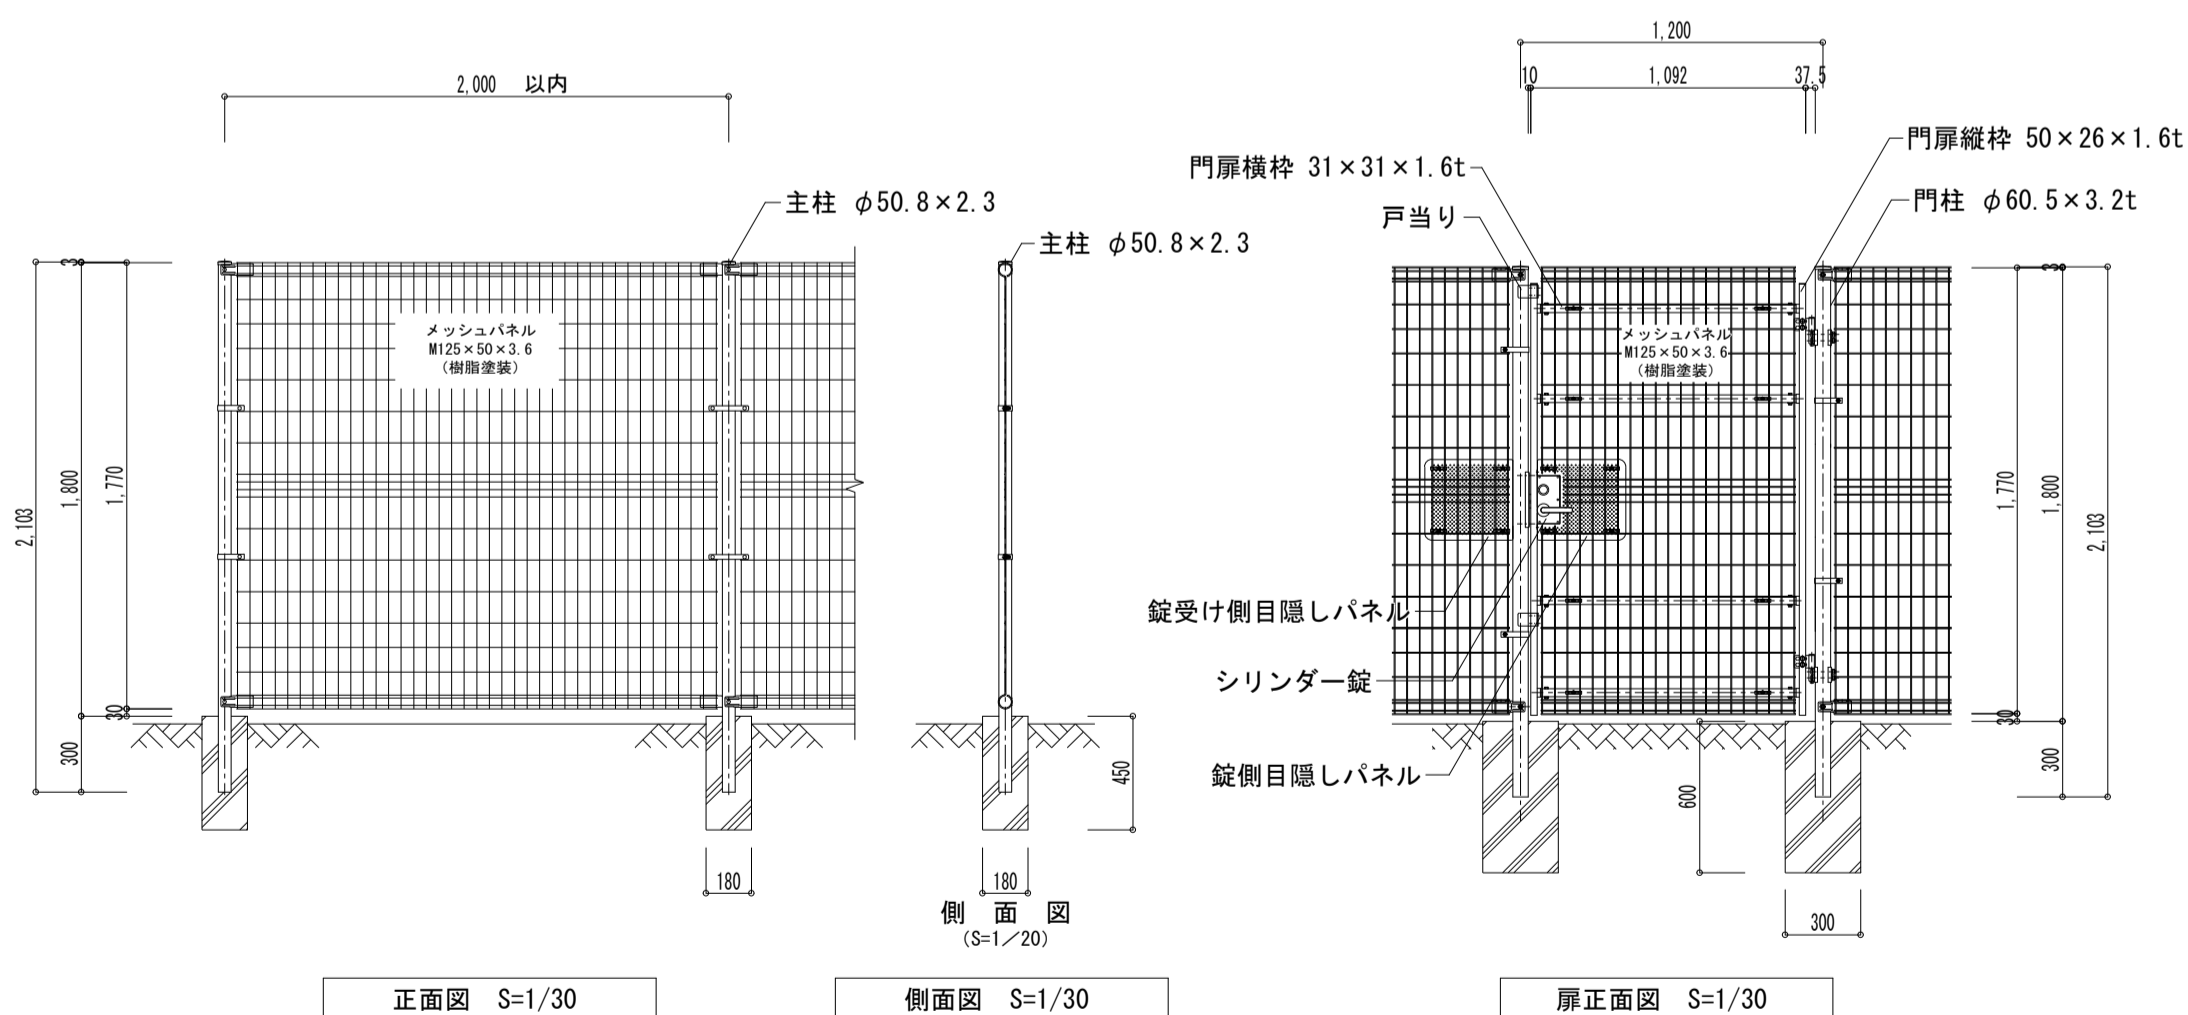 2,000 以内
主柱 φ50.8×2.3
メッシュパネル
M125×50×3.6
(樹脂塗装)
3
2,103
1,800
1,770
30
300
180
正面図 S=1/30
主柱 φ50.8×2.3
450
180
側 面 図
(S=1/20)
側面図 S=1/30
1,200
10
1,092
37.5
門扉横枠 31×31×1.6t
戸当り
門扉縦枠 50×26×1.6t
門柱 φ60.5×3.2t
メッシュパネル
M125×50×3.6
(樹脂塗装)
錠受け側目隠しパネル
シリンダー錠
錠側目隠しパネル
1,770
1,800
2,103
30
300
600
300
扉正面図 S=1/30